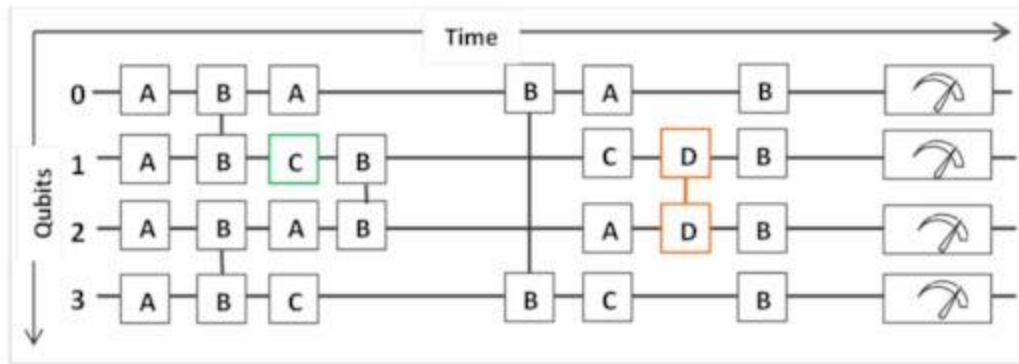 Time
Qubits
0 A B A B A B
1 A B C B C D B
2 A B A B A D B
3 A B C B C B